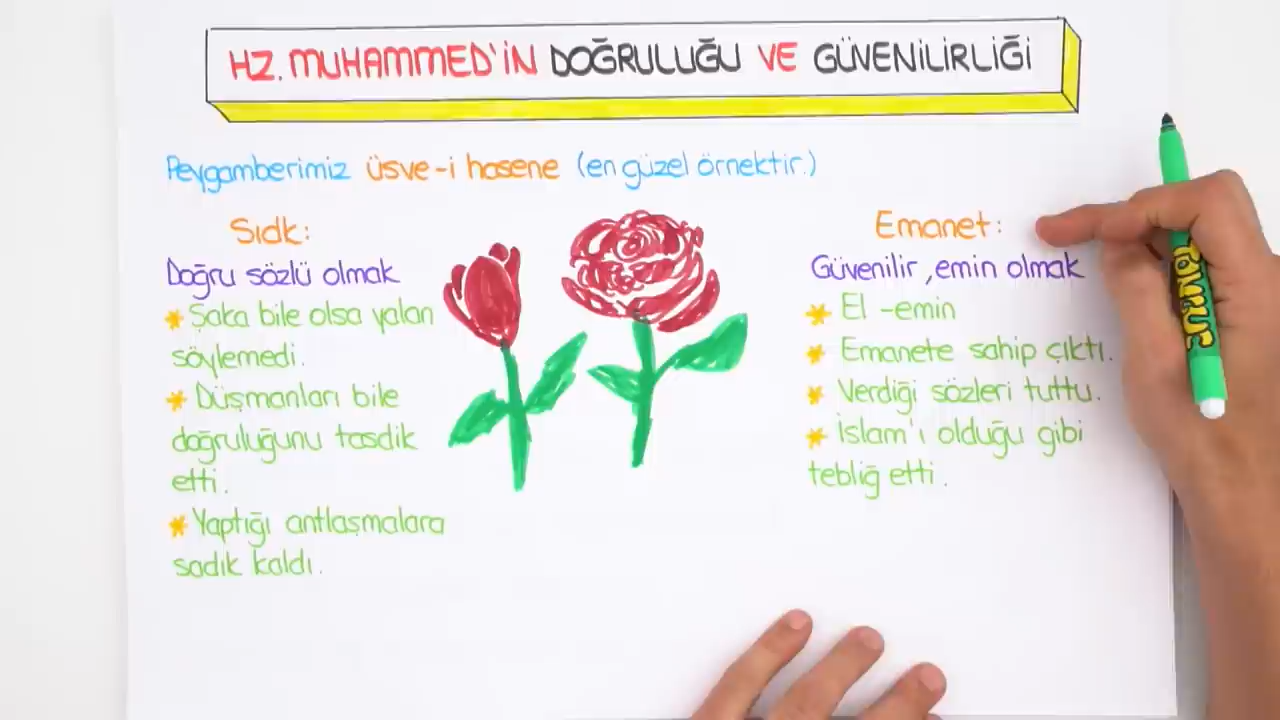 HZ. MUHAMMED'İN DOĞRULUĞU VE GÜVENİLİRLİĞİ
Peygamberimiz üsve-i hasene (en güzel örnektir.)
Sıdk:
Doğru sözlü olmak
* Şaka bile olsa yalan
söylemedi.
* Düşmanları bile
doğruluğunu tasdik
etti.
* Yaptığı antlaşmalara
sadık kaldı.
Emanet:
Güvenilir, emin olmak
* El-emin
* Emanete sahip çıktı.
* Verdiği sözleri tuttu.
* İslam'ı olduğu gibi
tebliğ etti.